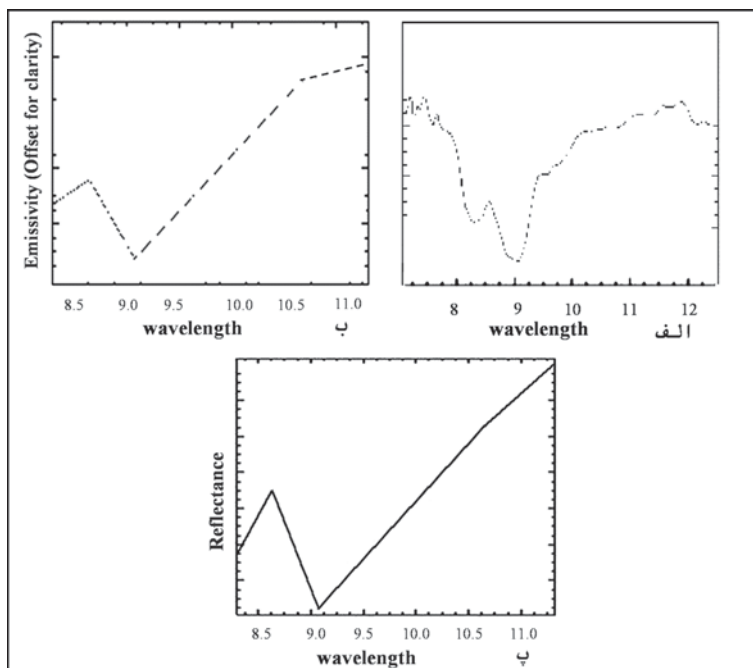 Emissivity (Offset for clarity)
8.5 9.0 9.5 10.0 10.5 11.0
wavelength ب
8 9 10 11 12
wavelength الف
Reflectance
8.5 9.0 9.5 10.0 10.5 11.0
wavelength پ